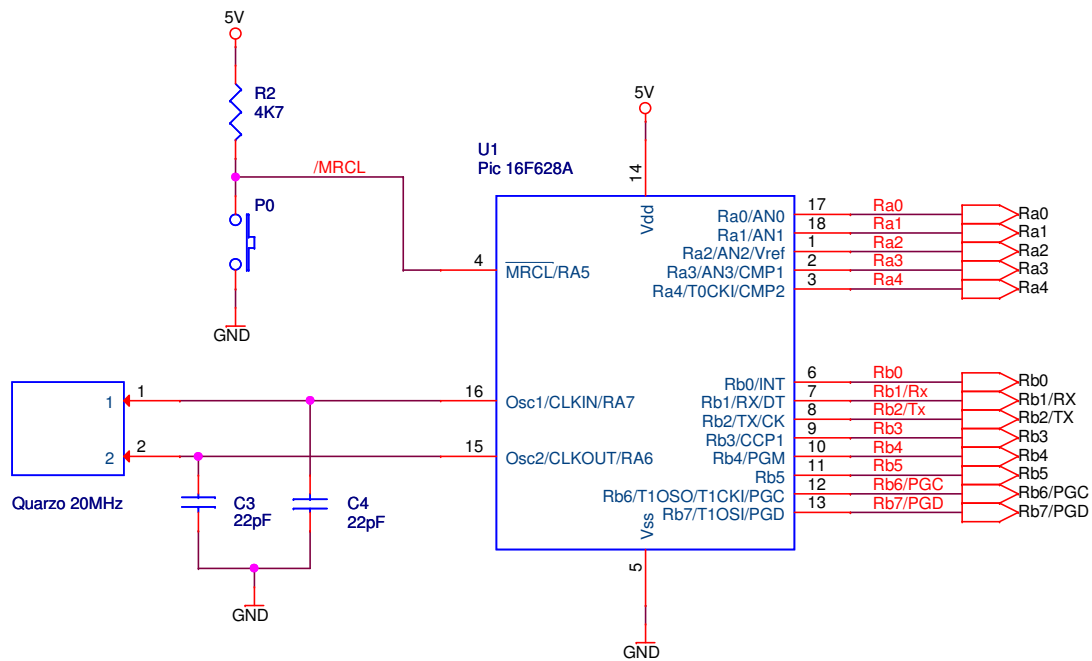 5V
R2
4K7
/MRCL
P0
GND
5V
U1
Pic 16F628A
14
Vdd
4
MRCL/RA5
16
Osc1/CLKIN/RA7
15
Osc2/CLKOUT/RA6
Ra0/AN0 17 Ra0 Ra0
Ra1/AN1 18 Ra1 Ra1
Ra2/AN2/Vref 1 Ra2 Ra2
Ra3/AN3/CMP1 2 Ra3 Ra3
Ra4/T0CKI/CMP2 3 Ra4 Ra4
Rb0/INT 6 Rb0 Rb0
Rb1/RX/DT 7 Rb1/Rx Rb1/RX
Rb2/TX/CK 8 Rb2/Tx Rb2/TX
Rb3/CCP1 9 Rb3 Rb3
Rb4/PGM 10 Rb4 Rb4
Rb5 11 Rb5 Rb5
Rb6/T1OSO/T1CKI/PGC 12 Rb6/PGC Rb6/PGC
Rb7/T1OSI/PGD 13 Rb7/PGD Rb7/PGD
Vss
5
GND
1 1
2 2
Quarzo 20MHz
C3
22pF
C4
22pF
GND